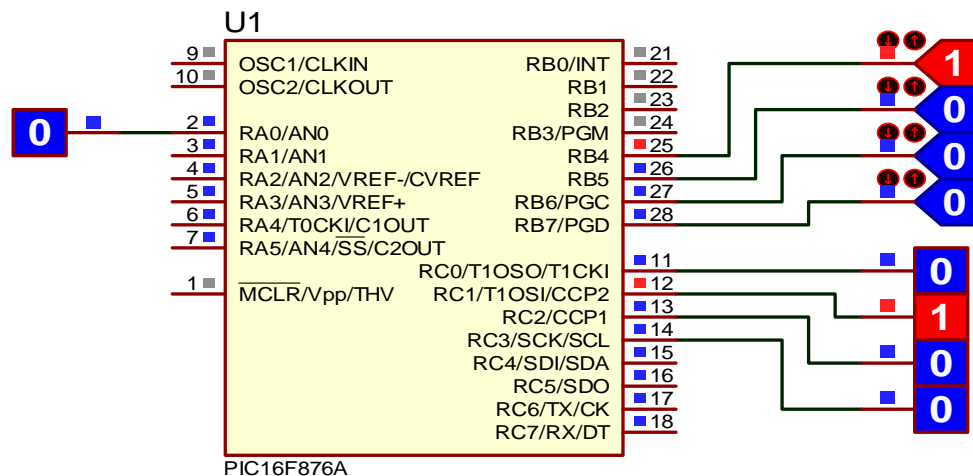 U1
9 OSC1/CLKIN RB0/INT 21 1
10 OSC2/CLKOUT RB1 22
RB2 23 0
0 2 RA0/AN0 RB3/PGM 24
3 RA1/AN1 RB4 25 0
4 RA2/AN2/VREF-/CVREF RB5 26
5 RA3/AN3/VREF+ RB6/PGC 27 0
6 RA4/T0CKI/C1OUT RB7/PGD 28
7 RA5/AN4/SS/C2OUT
RC0/T1OSO/T1CKI 11 0
1 MCLR/Vpp/THV RC1/T1OSI/CCP2 12
RC2/CCP1 13 1
RC3/SCK/SCL 14
RC4/SDI/SDA 15 0
RC5/SDO 16
RC6/TX/CK 17 0
RC7/RX/DT 18
PIC16F876A